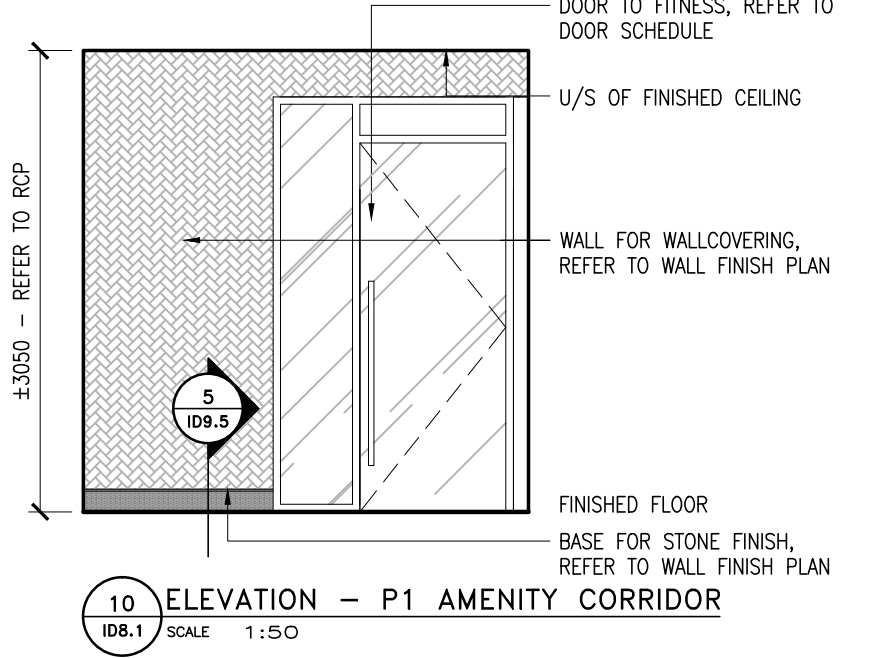 DOOR TO FITNESS, REFER TO
DOOR SCHEDULE
U/S OF FINISHED CEILING
±3050 – REFER TO RCP
WALL FOR WALLCOVERING,
REFER TO WALL FINISH PLAN
5
ID9.5
FINISHED FLOOR
BASE FOR STONE FINISH,
REFER TO WALL FINISH PLAN
10
ID8.1
ELEVATION – P1 AMENITY CORRIDOR
SCALE 1:50